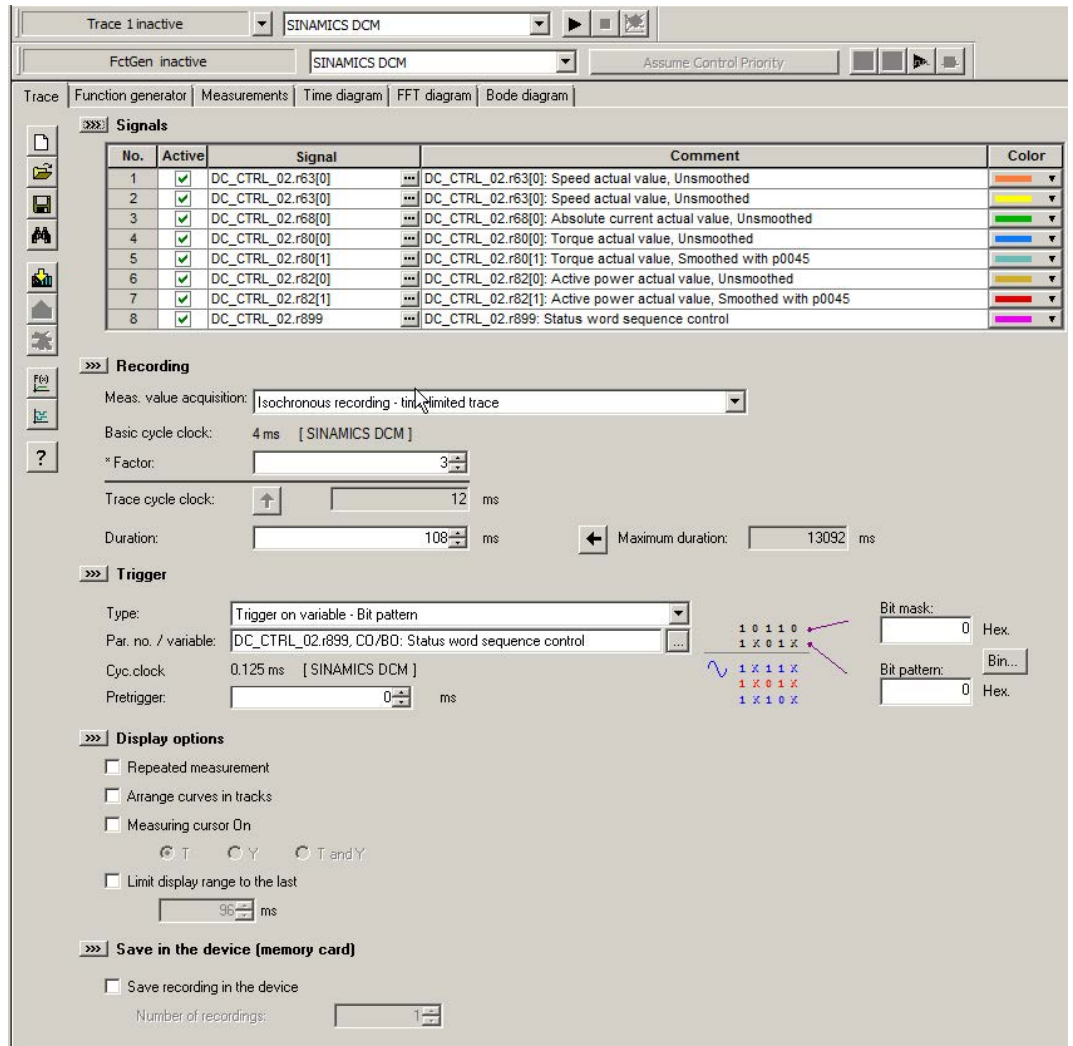 Trace 1 inactive SINAMICS DCM
FctGen inactive SINAMICS DCM Assume Control Priority
Trace Function generator Measurements Time diagram FFT diagram Bode diagram
>>> Signals
No. Active Signal Comment Color
1 DC_CTRL_02.r63[0] ... DC_CTRL_02.r63[0]: Speed actual value, Unsmoothed
2 DC_CTRL_02.r63[0] ... DC_CTRL_02.r63[0]: Speed actual value, Unsmoothed
3 DC_CTRL_02.r68[0] ... DC_CTRL_02.r68[0]: Absolute current actual value, Unsmoothed
4 DC_CTRL_02.r80[0] ... DC_CTRL_02.r80[0]: Torque actual value, Unsmoothed
5 DC_CTRL_02.r80[1] ... DC_CTRL_02.r80[1]: Torque actual value, Smoothed with p0045
6 DC_CTRL_02.r82[0] ... DC_CTRL_02.r82[0]: Active power actual value, Unsmoothed
7 DC_CTRL_02.r82[1] ... DC_CTRL_02.r82[1]: Active power actual value, Smoothed with p0045
8 DC_CTRL_02.r899 ... DC_CTRL_02.r899: Status word sequence control
>>> Recording
Meas. value acquisition: Isochronous recording - time-limited trace
Basic cycle clock: 4 ms [ SINAMICS DCM ]
F(x)
* Factor: 3
?
Trace cycle clock: 12 ms
Duration: 108 ms Maximum duration: 13092 ms
>>> Trigger
Type: Trigger on variable - Bit pattern
Par. no. / variable: DC_CTRL_02.r899, CO/BO: Status word sequence control ...
Cyc.clock 0.125 ms [ SINAMICS DCM ]
Pretrigger: 0 ms
1 0 1 1 0
1 X 0 1 X
1 X 1 1 X
1 X 0 1 X
1 X 1 0 X
Bit mask:
0 Hex.
Bin...
Bit pattern:
0 Hex.
>>> Display options
Repeated measurement
Arrange curves in tracks
Measuring cursor On
T Y T and Y
Limit display range to the last
96 ms
>>> Save in the device (memory card)
Save recording in the device
Number of recordings: 1